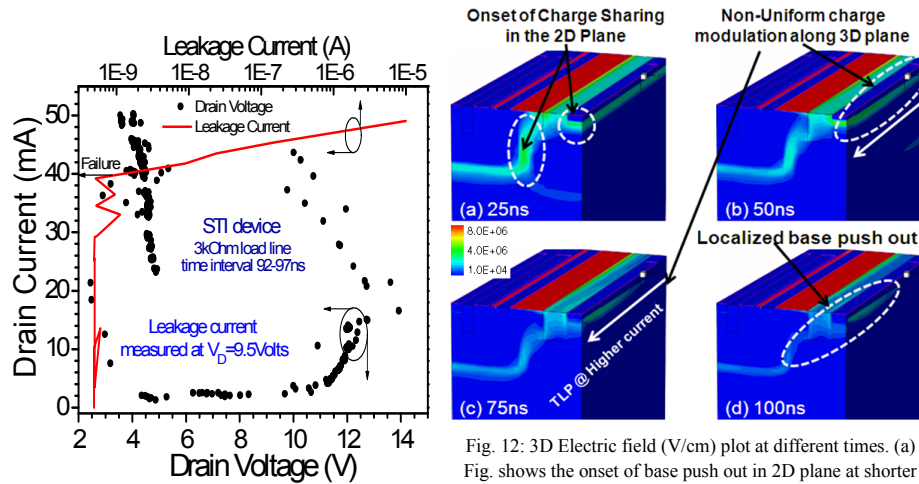 Leakage Current (A)
1E-9 1E-8 1E-7 1E-6 1E-5
50
40
30
20
10
0
Drain Current (mA)
Drain Voltage
Leakage Current
Failure
STI device
3kOhm load line
time interval 92-97ns
Leakage current
measured at V_D=9.5Volts
2 4 6 8 10 12 14
Drain Voltage (V)
Onset of Charge Sharing
in the 2D Plane
Non-Uniform charge
modulation along 3D plane
(a) 25ns
(b) 50ns
8.0E+06
4.0E+06
1.0E+04
Localized base push out
TLP @ Higher current
(c) 75ns
(d) 100ns
Fig. 12: 3D Electric field (V/cm) plot at different times. (a)
Fig. shows the onset of base push out in 2D plane at shorter